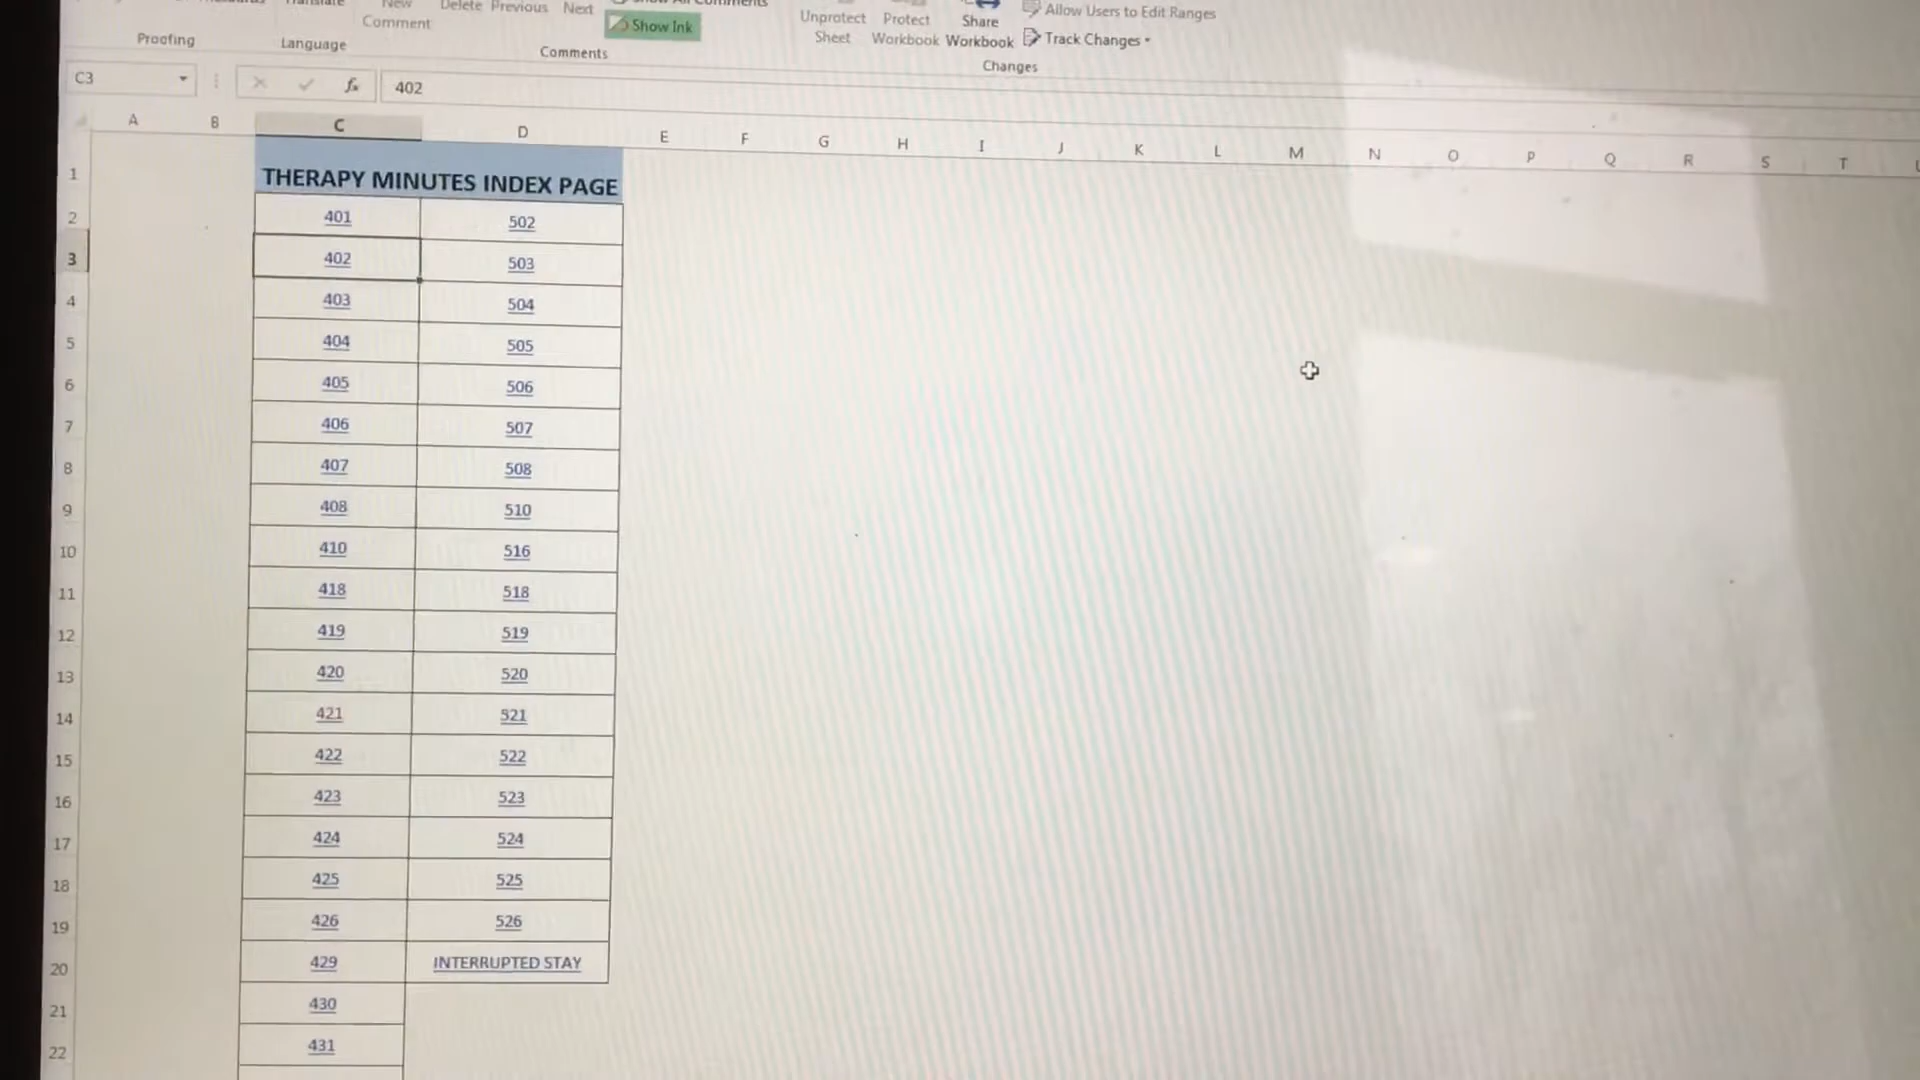 New
Delete Previous Next
Comment
Show Ink
Proofing
Language
Comments
Unprotect Sheet
Protect Workbook
Share Workbook
Allow Users to Edit Ranges
Track Changes
Changes
C3 fx 402
A B C D E F G H I J K L M N O P Q R S T
1 THERAPY MINUTES INDEX PAGE
2 401 502
3 402 503
4 403 504
5 404 505
6 405 506
7 406 507
8 407 508
9 408 510
10 410 516
11 418 518
12 419 519
13 420 520
14 421 521
15 422 522
16 423 523
17 424 524
18 425 525
19 426 526
20 429 INTERRUPTED STAY
21 430
22 431